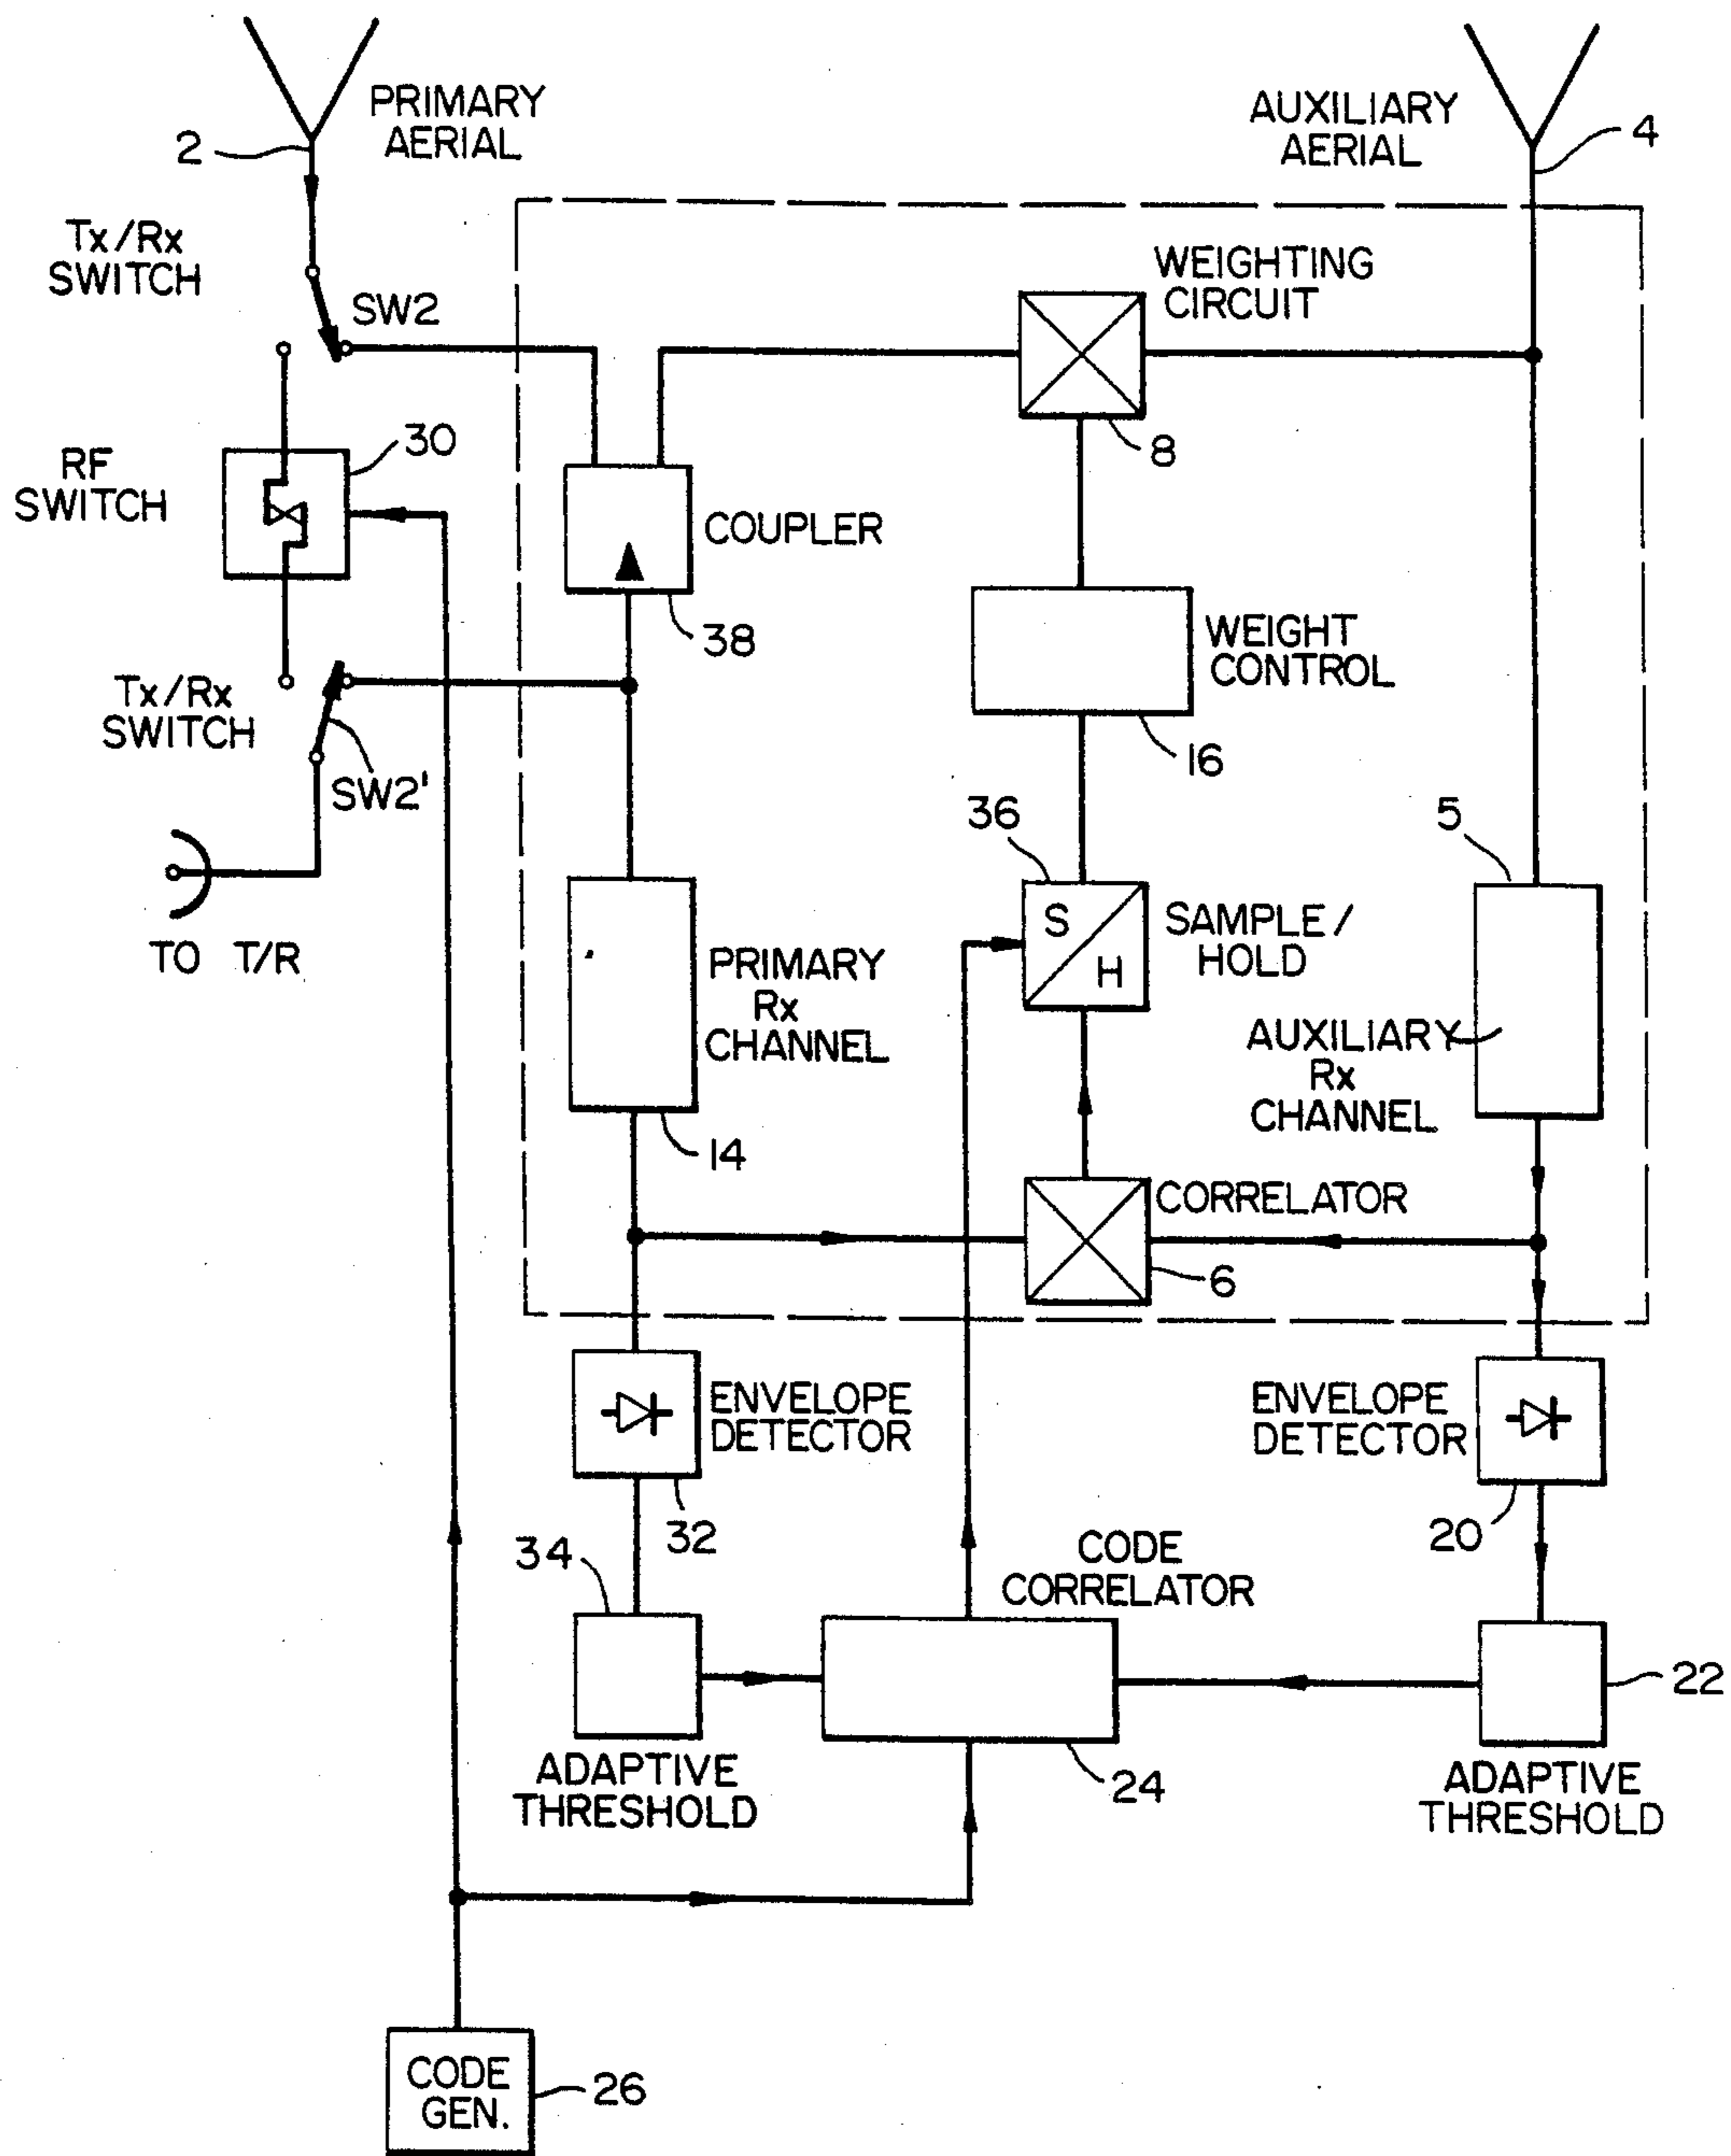 PRIMARY
AERIAL
2
AUXILIARY
AERIAL
4
Tx/Rx
SWITCH
SW2
WEIGHTING
CIRCUIT
8
RF
SWITCH
30
COUPLER
38
WEIGHT
CONTROL
16
Tx/Rx
SWITCH
SW2'
TO T/R
36
S
H
SAMPLE/
HOLD
5
PRIMARY
Rx
CHANNEL
14
AUXILIARY
Rx
CHANNEL
CORRELATOR
6
ENVELOPE
DETECTOR
32
ENVELOPE
DETECTOR
20
34
CODE
CORRELATOR
24
22
ADAPTIVE
THRESHOLD
ADAPTIVE
THRESHOLD
CODE
GEN.
26